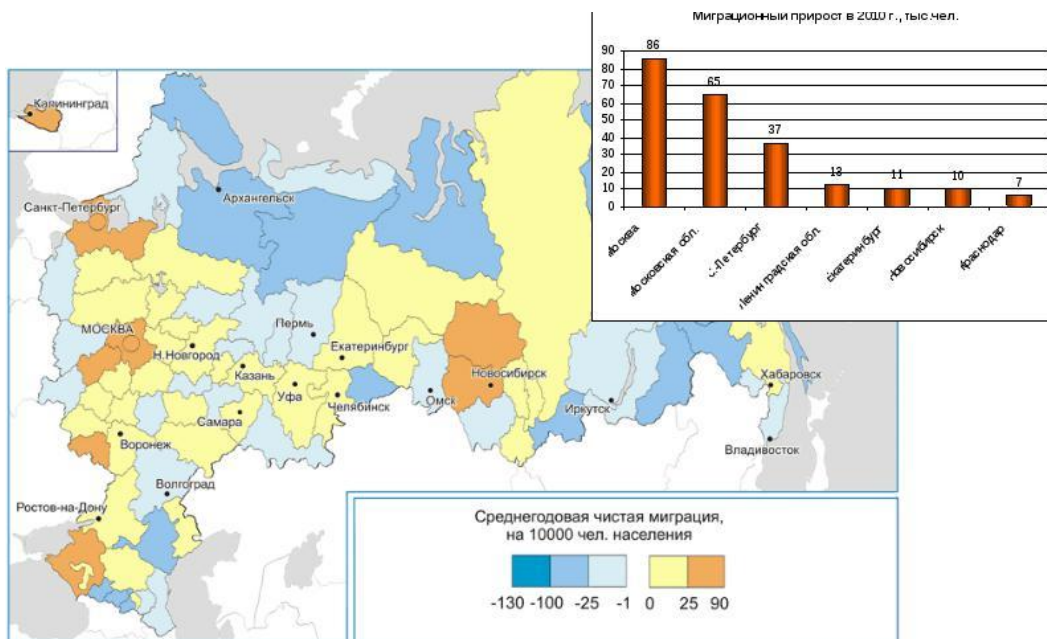 Миграционный прирост в 2010 г., тыс.чел.
90
80
70
60
50
40
30
20
10
0
86
65
37
13
11
10
7
Москва
Московская обл.
С-Петербург
Ленинградская обл.
Екатеринбург
Новосибирск
Краснодар
Калининград
Санкт-Петербург
Архангельск
МОСКВА
Н.Новгород
Пермь
Екатеринбург
Казань
Уфа
Челябинск
Омск
Новосибирск
Иркутск
Хабаровск
Владивосток
Самара
Воронеж
Волгоград
Ростов-на-Дону
Среднегодовая чистая миграция,
на 10000 чел. населения
-130 -100 -25 -1 0 25 90